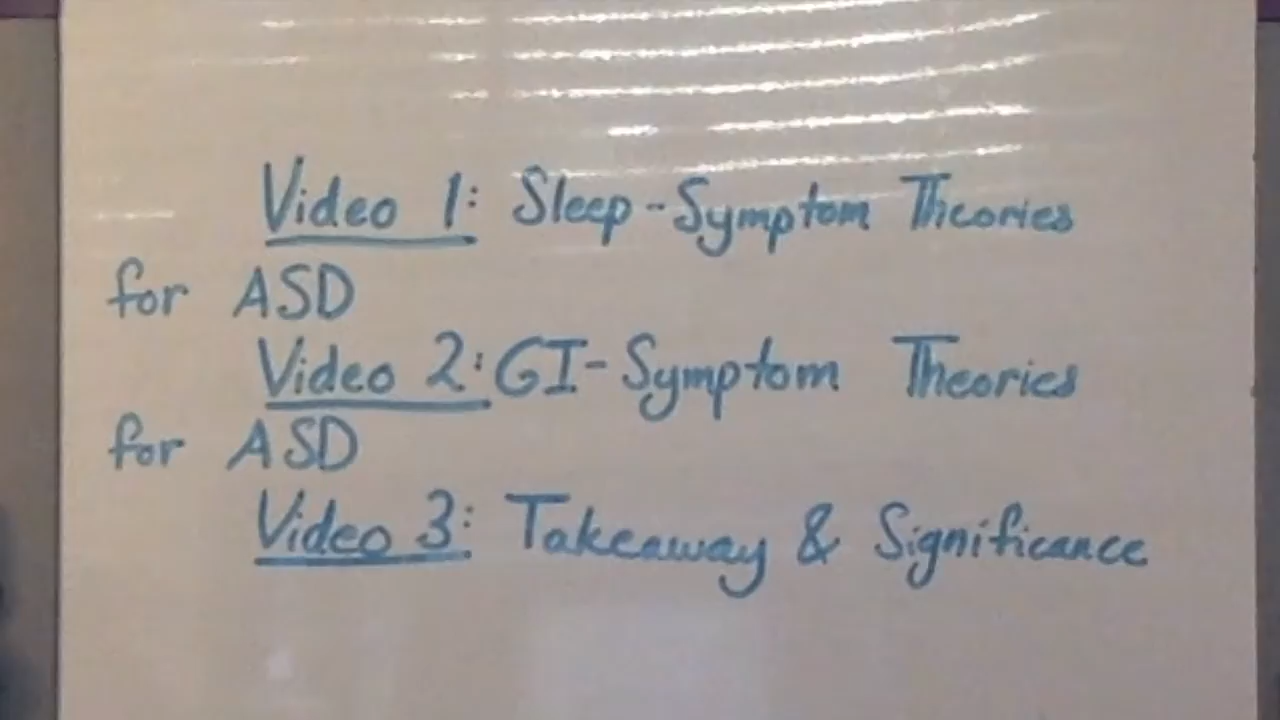 Video 1: Sleep-Symptom Theories
for ASD
Video 2: GI-Symptom Theories
for ASD
Video 3: Takeaway & Significance